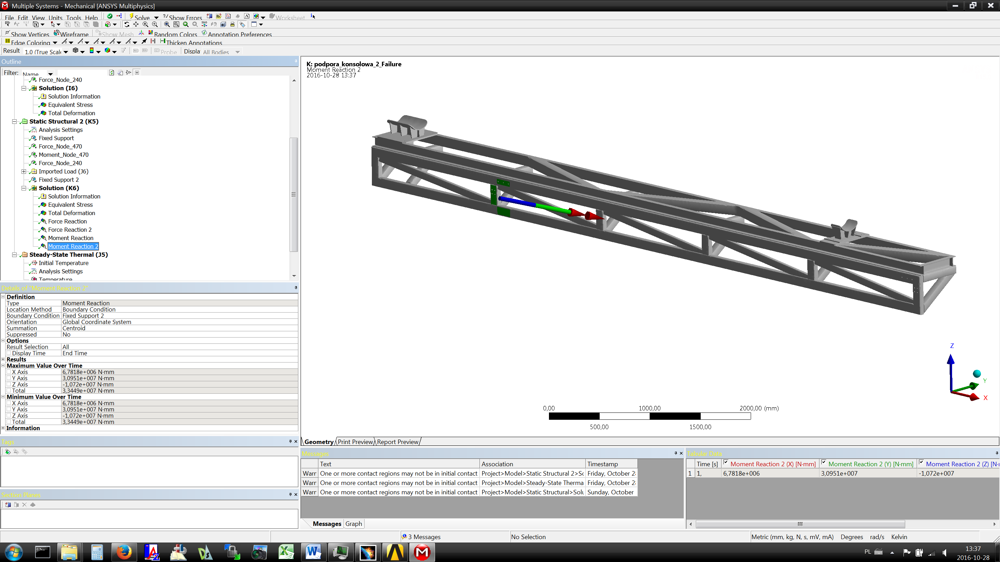 Multiple Systems - Mechanical [ANSYS Multiphysics]
File Edit View Units Tools Help Solve ?/ Show Errors Worksheet
Show Vertices Wireframe Show Mesh Random Colors Annotation Preferences
Edge Coloring Thicken Annotations
Result 1.0 (True Scale Probe Displa All Bodies
Outline
Filter: Name
Force_Node_240
Solution (I6)
Solution Information
Equivalent Stress
Total Deformation
Static Structural 2 (K5)
Analysis Settings
Fixed Support
Force_Node_470
Moment_Node_470
Force_Node_240
Imported Load (J6)
Fixed Support 2
Solution (K6)
Solution Information
Equivalent Stress
Total Deformation
Force Reaction
Force Reaction 2
Moment Reaction
Moment Reaction 2
Steady-State Thermal (J5)
Initial Temperature
Analysis Settings
Temperature
Details of "Moment Reaction 2"
Definition
Type Moment Reaction
Location Method Boundary Condition
Boundary Condition Fixed Support 2
Orientation Global Coordinate System
Summation Centroid
Suppressed No
Options
Result Selection All
Display Time End Time
Results
Maximum Value Over Time
X Axis 6,7818e+006 N·mm
Y Axis 3,0951e+007 N·mm
Z Axis -1,072e+007 N·mm
Total 3,3449e+007 N·mm
Minimum Value Over Time
X Axis 6,7818e+006 N·mm
Y Axis 3,0951e+007 N·mm
Z Axis -1,072e+007 N·mm
Total 3,3449e+007 N·mm
Information
Tags
Section Planes
K: podpora_konsolowa_2_Failure
Moment Reaction 2
2016-10-28 13:37
Z
Y
X
0,00 1000,00 2000,00 (mm)
500,00 1500,00
Geometry Print Preview Report Preview
Messages
Text Association Timestamp
Warr One or more contact regions may not be in initial contact Project>Model>Static Structural 2>Sc Friday, October 2
Warr One or more contact regions may not be in initial contact Project>Model>Steady-State Therma Friday, October 2
Warr One or more contact regions may not be in initial contact Project>Model>Static Structural>Solu Sunday, October
Messages Graph
Tabular Data
Time [s] Moment Reaction 2 (X) [N·mm] Moment Reaction 2 (Y) [N·mm] Moment Reaction 2 (Z) [N·
1 1, 6,7818e+006 3,0951e+007 -1,072e+007
3 Messages No Selection Metric (mm, kg, N, s, mV, mA) Degrees rad/s Kelvin
PL 13:37
2016-10-28